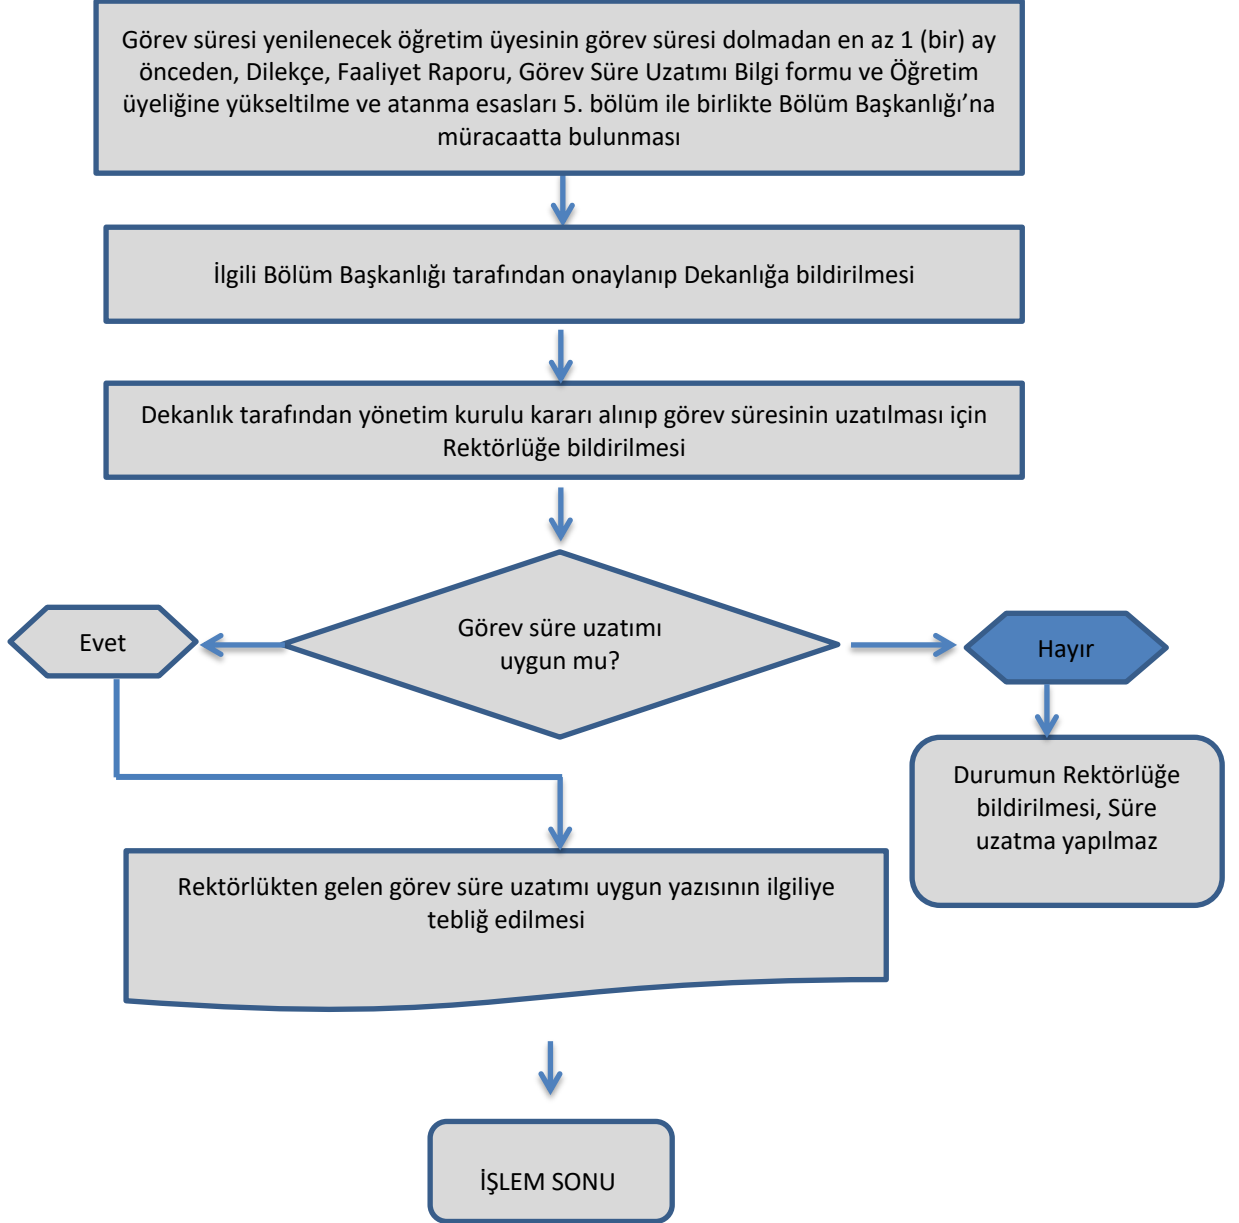 Görev süresi yenilenecek öğretim üyesinin görev süresi dolmadan en az 1 (bir) ay
önceden, Dilekçe, Faaliyet Raporu, Görev Süre Uzatımı Bilgi formu ve Öğretim
üyeliğine yükseltilme ve atanma esasları 5. bölüm ile birlikte Bölüm Başkanlığı’na
müracaatta bulunması
İlgili Bölüm Başkanlığı tarafından onaylanıp Dekanlığa bildirilmesi
Dekanlık tarafından yönetim kurulu kararı alınıp görev süresinin uzatılması için
Rektörlüğe bildirilmesi
Görev süre uzatımı
uygun mu?
Evet
Hayır
Durumun Rektörlüğe
bildirilmesi, Süre
uzatma yapılmaz
Rektörlükten gelen görev süre uzatımı uygun yazısının ilgiliye
tebliğ edilmesi
İŞLEM SONU